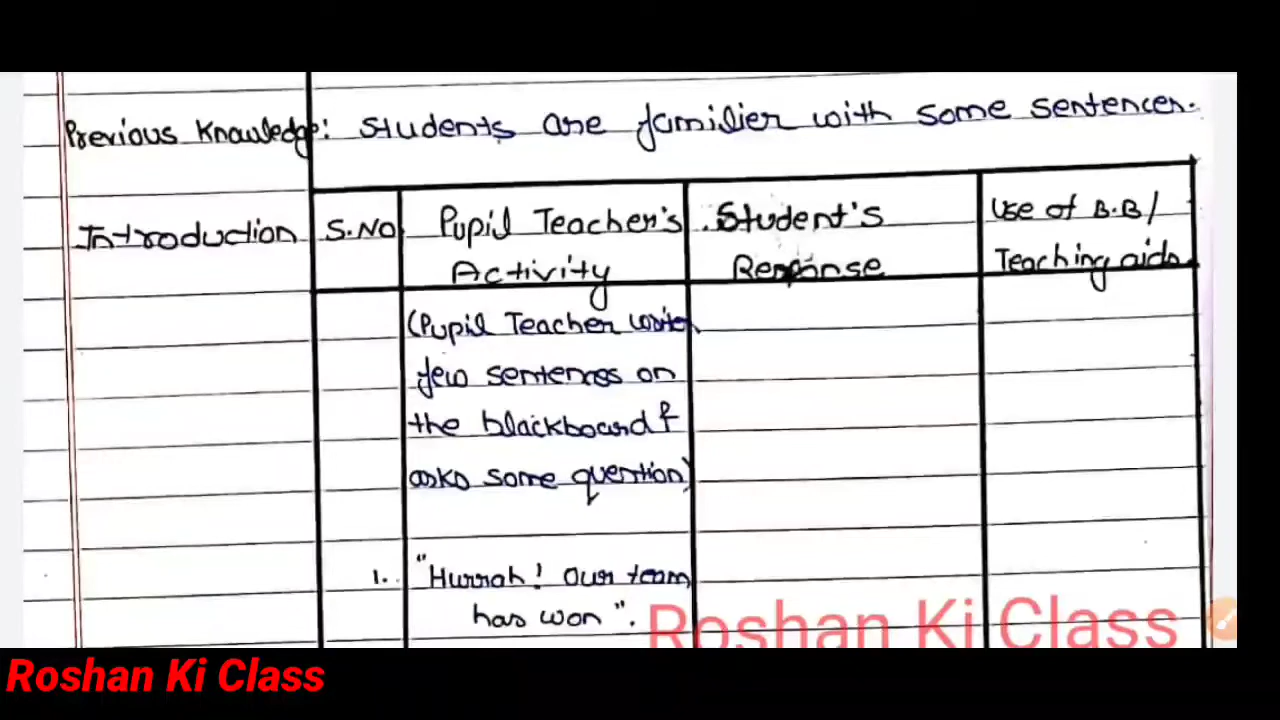 Previous Knowledge: Students are familier with some sentences.
Introduction S.No Pupil Teacher's Activity Student's Response Use of B.B/ Teaching aids
(Pupil Teacher writes
few sentences on
the blackboard &
asks some question)
1. "Hurrah! Our team
has won".
Roshan Ki Class
Roshan Ki Class